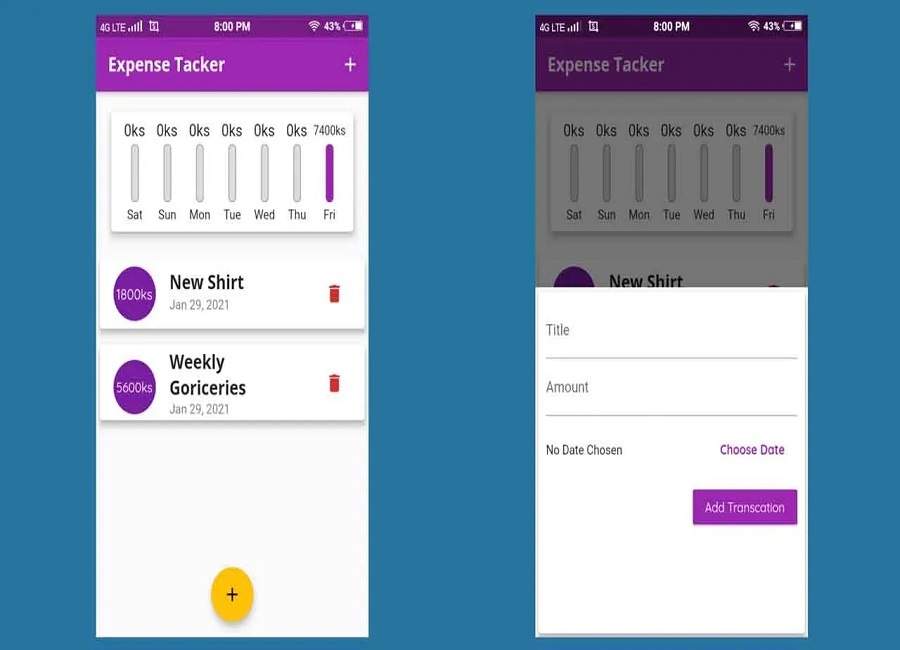 4G LTE 8:00 PM 43%
Expense Tacker +
0ks 0ks 0ks 0ks 0ks 0ks 7400ks
Sat Sun Mon Tue Wed Thu Fri
1800ks
New Shirt
Jan 29, 2021
5600ks
Weekly
Goriceries
Jan 29, 2021
+
4G LTE 8:00 PM 43%
Expense Tacker +
0ks 0ks 0ks 0ks 0ks 0ks 7400ks
Sat Sun Mon Tue Wed Thu Fri
New Shirt
Title
Amount
No Date Chosen Choose Date
Add Transcation